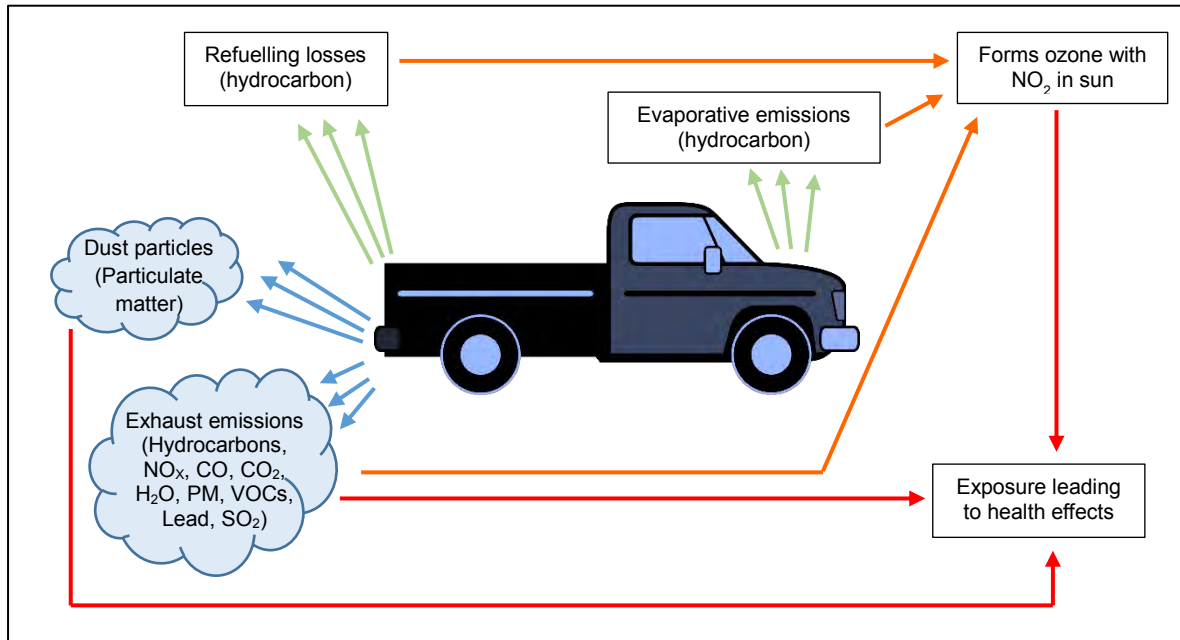 Refuelling losses
(hydrocarbon)
Forms ozone with
NO₂ in sun
Evaporative emissions
(hydrocarbon)
Dust particles
(Particulate
matter)
Exhaust emissions
(Hydrocarbons,
NOₓ, CO, CO₂,
H₂O, PM, VOCs,
Lead, SO₂)
Exposure leading
to health effects